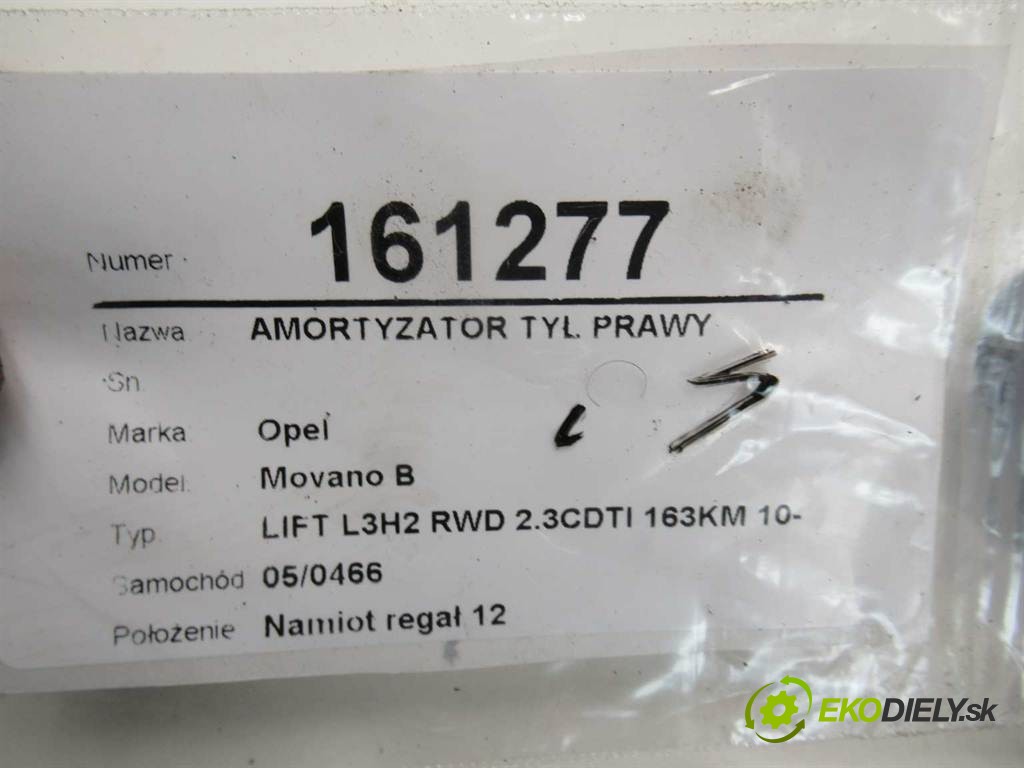 Numer 161277
Nazwa AMORTYZATOR TYŁ PRAWY
Sn
Marka Opel
Model Movano B
Typ LIFT L3H2 RWD 2.3CDTI 163KM 10-
Samochód 05/0466
Położenie Namiot regał 12
EKODIELY.sk